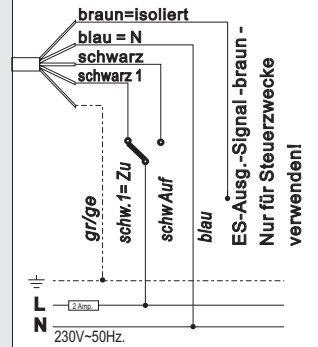 braun=isoliert
blau = N
schwarz
schwarz 1
gr/ge
schw.1= Zu
schw Auf
blau
ES-Ausg.-Signal -braun -
Nur für Steuerzwecke
verwenden!
L
2 Amp.
N
230V~50Hz.